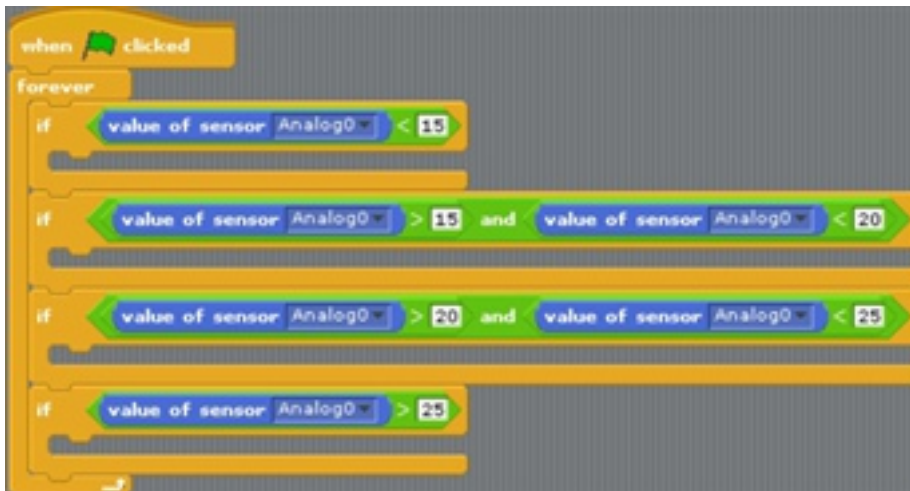 when clicked
forever
if value of sensor Analog0 < 15
if value of sensor Analog0 > 15 and value of sensor Analog0 < 20
if value of sensor Analog0 > 20 and value of sensor Analog0 < 25
if value of sensor Analog0 > 25